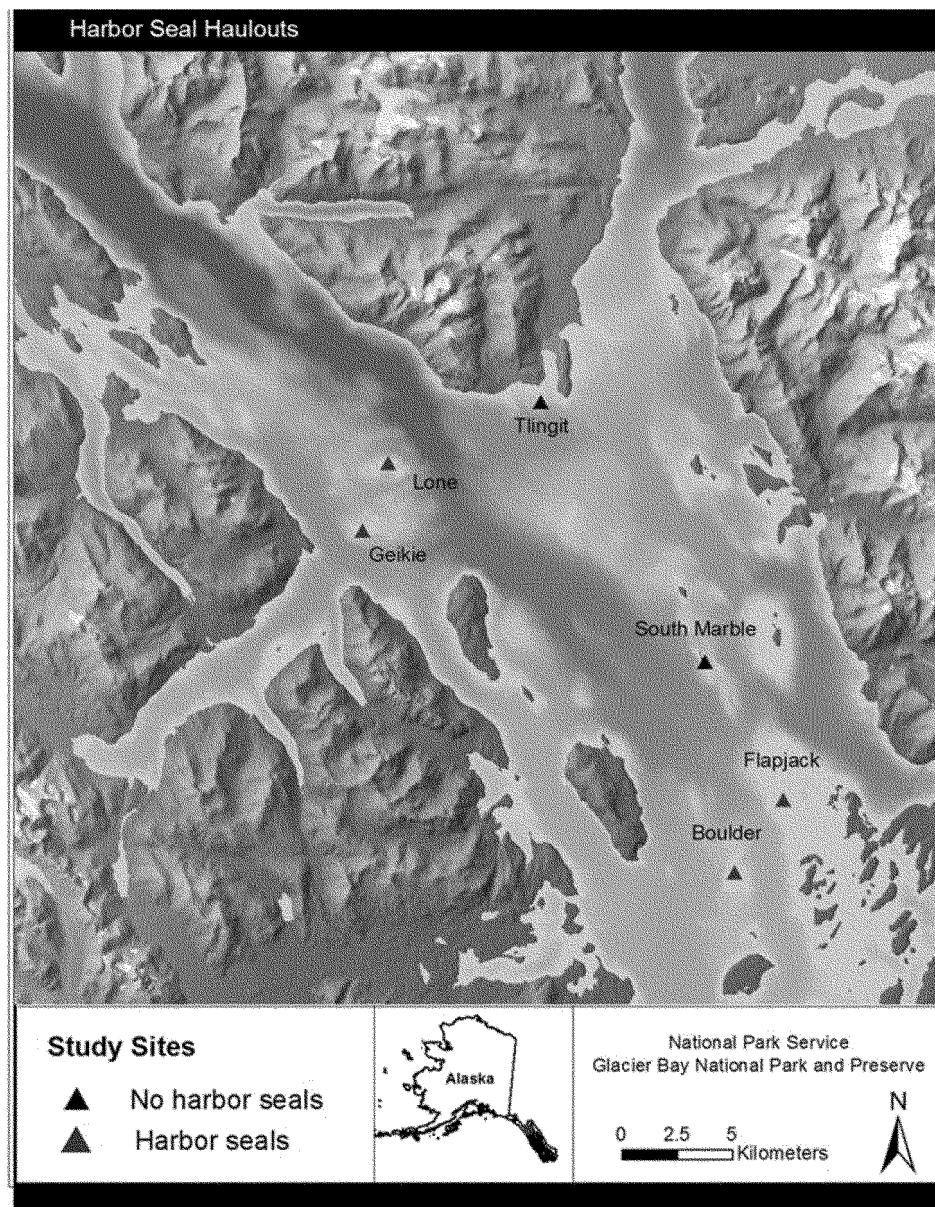 Harbor Seal Haulouts
Tlingit
Lone
Geikie
South Marble
Flapjack
Boulder
Study Sites
No harbor seals
Harbor seals
Alaska
National Park Service
Glacier Bay National Park and Preserve
0 2.5 5
Kilometers
N